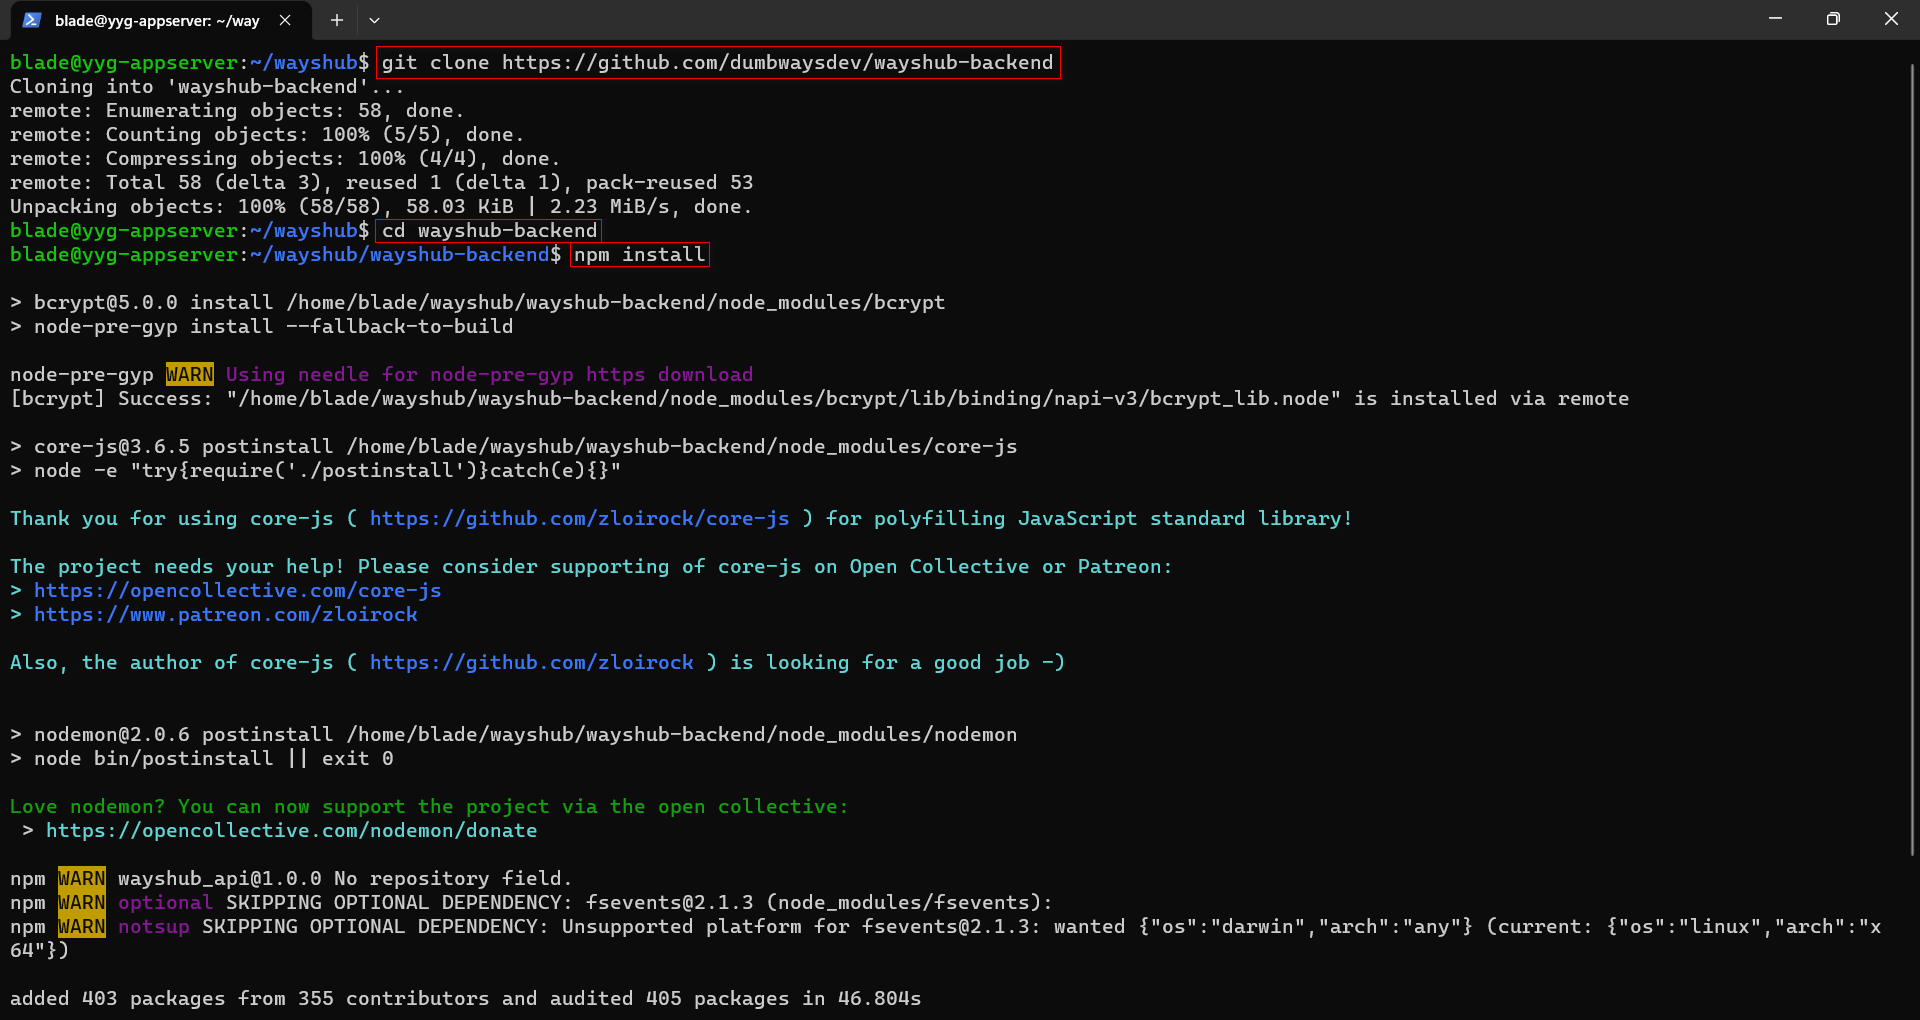 blade@yyg-appserver: ~/way
blade@yyg-appserver:~/wayshub$ git clone https://github.com/dumbwaysdev/wayshub-backend
Cloning into 'wayshub-backend'...
remote: Enumerating objects: 58, done.
remote: Counting objects: 100% (5/5), done.
remote: Compressing objects: 100% (4/4), done.
remote: Total 58 (delta 3), reused 1 (delta 1), pack-reused 53
Unpacking objects: 100% (58/58), 58.03 KiB | 2.23 MiB/s, done.
blade@yyg-appserver:~/wayshub$ cd wayshub-backend
blade@yyg-appserver:~/wayshub/wayshub-backend$ npm install
> bcrypt@5.0.0 install /home/blade/wayshub/wayshub-backend/node_modules/bcrypt
> node-pre-gyp install --fallback-to-build
node-pre-gyp WARN Using needle for node-pre-gyp https download
[bcrypt] Success: "/home/blade/wayshub/wayshub-backend/node_modules/bcrypt/lib/binding/napi-v3/bcrypt_lib.node" is installed via remote
> core-js@3.6.5 postinstall /home/blade/wayshub/wayshub-backend/node_modules/core-js
> node -e "try{require('./postinstall')}catch(e){}"
Thank you for using core-js ( https://github.com/zloirock/core-js ) for polyfilling JavaScript standard library!
The project needs your help! Please consider supporting of core-js on Open Collective or Patreon:
> https://opencollective.com/core-js
> https://www.patreon.com/zloirock
Also, the author of core-js ( https://github.com/zloirock ) is looking for a good job -)
> nodemon@2.0.6 postinstall /home/blade/wayshub/wayshub-backend/node_modules/nodemon
> node bin/postinstall || exit 0
Love nodemon? You can now support the project via the open collective:
> https://opencollective.com/nodemon/donate
npm WARN wayshub_api@1.0.0 No repository field.
npm WARN optional SKIPPING OPTIONAL DEPENDENCY: fsevents@2.1.3 (node_modules/fsevents):
npm WARN notsup SKIPPING OPTIONAL DEPENDENCY: Unsupported platform for fsevents@2.1.3: wanted {"os":"darwin","arch":"any"} (current: {"os":"linux","arch":"x
64"})
added 403 packages from 355 contributors and audited 405 packages in 46.804s